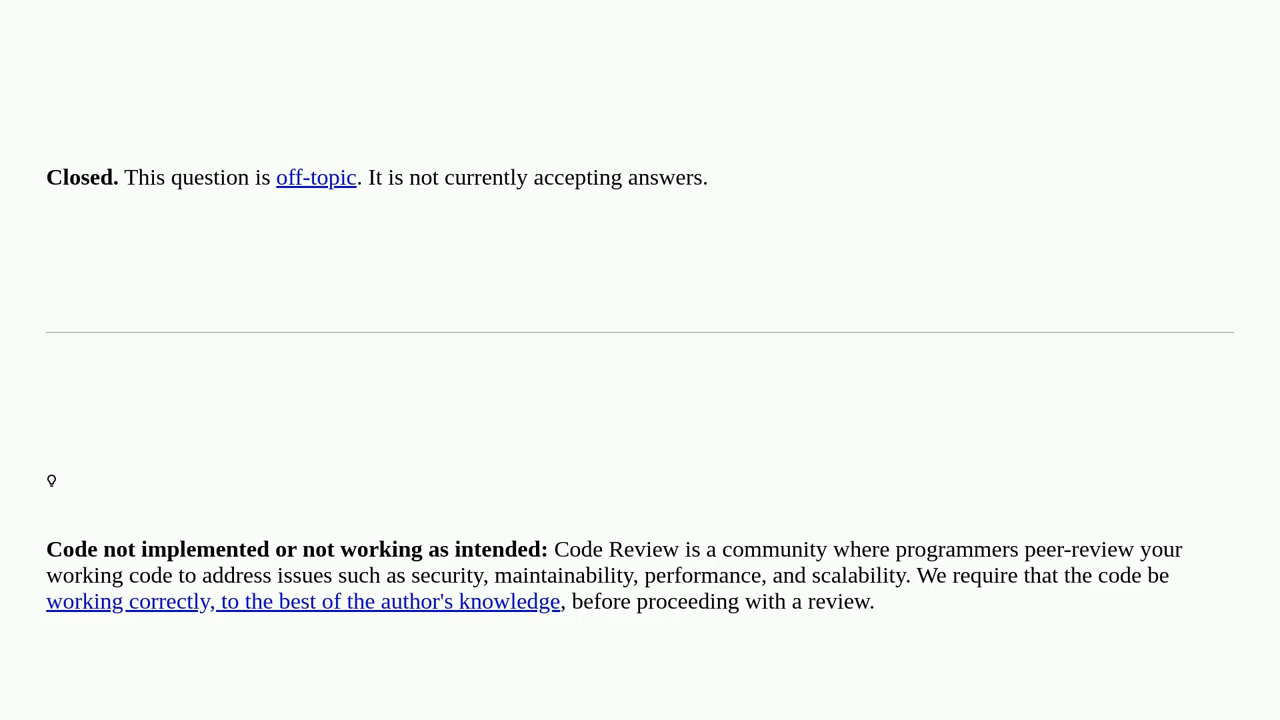 Closed. This question is off-topic. It is not currently accepting answers.
Code not implemented or not working as intended: Code Review is a community where programmers peer-review your
working code to address issues such as security, maintainability, performance, and scalability. We require that the code be
working correctly, to the best of the author's knowledge, before proceeding with a review.